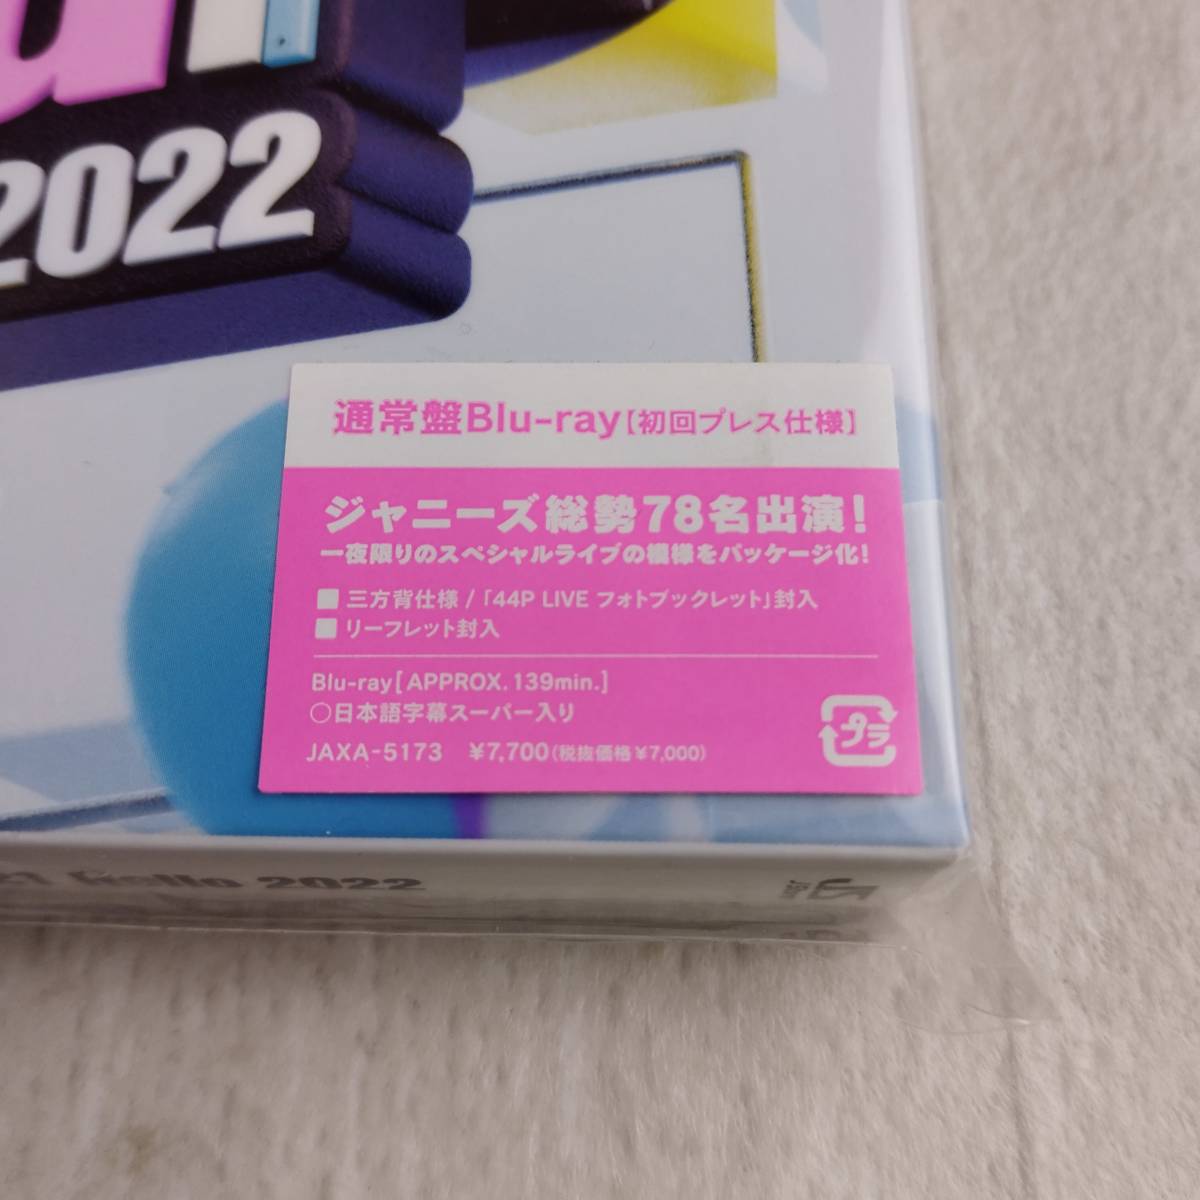 2022
通常盤Blu-ray【初回プレス仕様】
ジャニーズ総勢78名出演!
一夜限りのスペシャルライブの模様をパッケージ化!
■ 三方背仕様 / 「44P LIVE フォトブックレット」封入
■ リーフレット封入
Blu-ray[APPROX. 139min.]
○日本語字幕スーパー入り
JAXA-5173 ¥7,700(税抜価格¥7,000)
プラ
Hello 2022